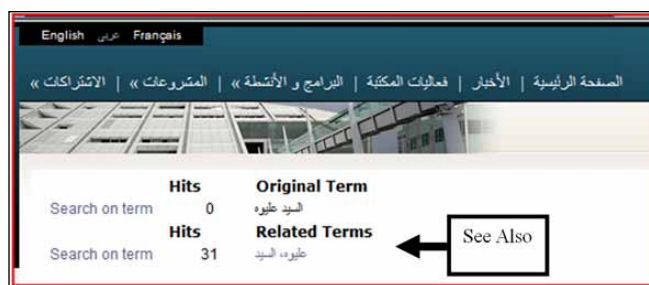 English عربى Français
الصفحة الرئيسية | الأخبار | فعاليات المكتبة | البرامج و الأنشطة » | المشروعات » | الاشتراكات »
Hits Original Term
Search on term 0 السيد عليوه
Hits Related Terms
Search on term 31 عليوه، السيد
See Also